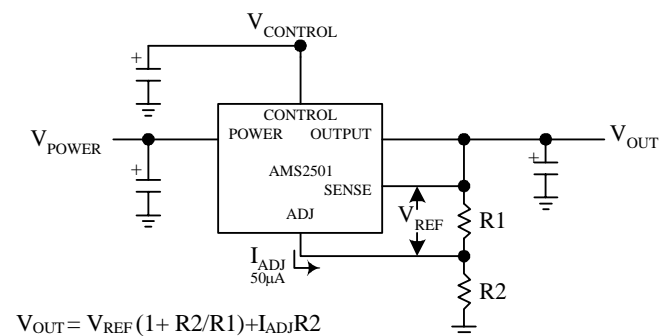 VCONTROL
+
CONTROL
POWER OUTPUT
VPOWER
VOUT
+
+
AMS2501
SENSE
ADJ
VREF
R1
IADJ
50µA
R2
VOUT = VREF (1+ R2/R1)+IADJR2